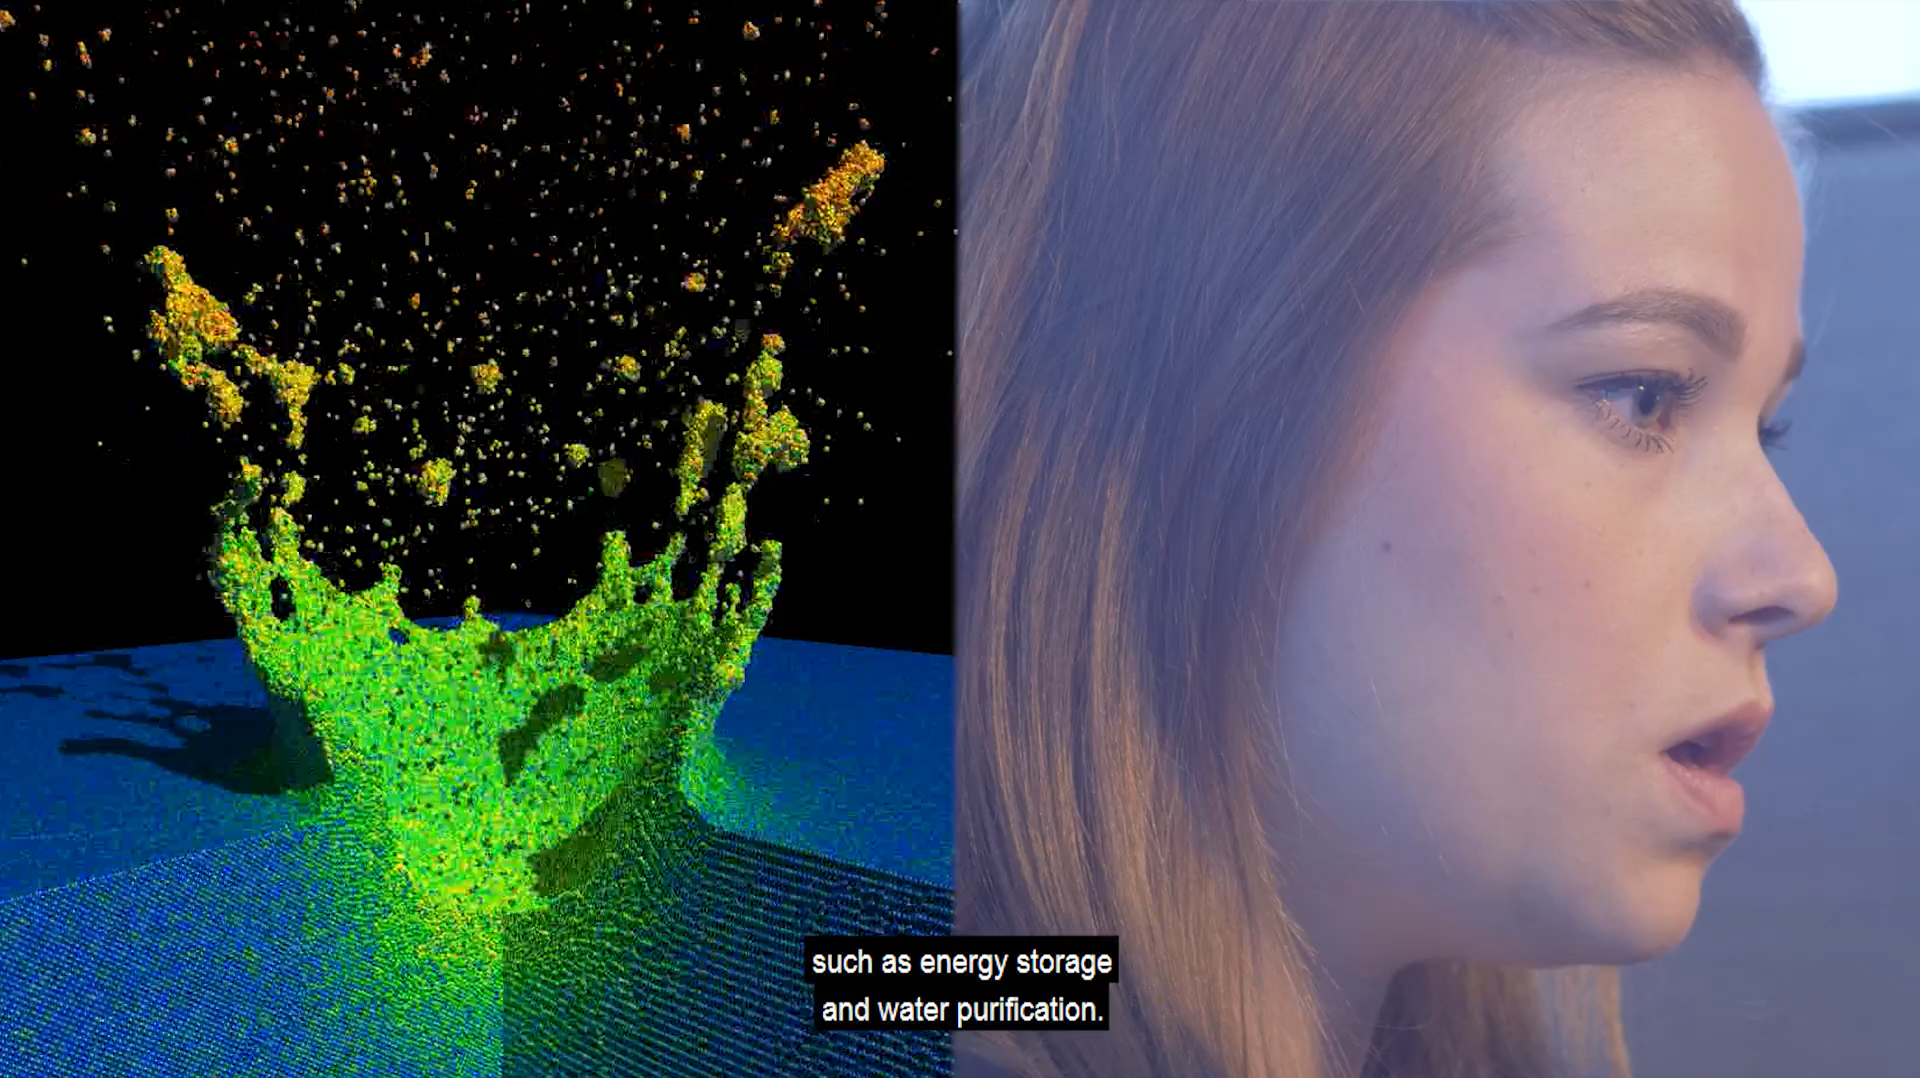 such as energy storage
and water purification.